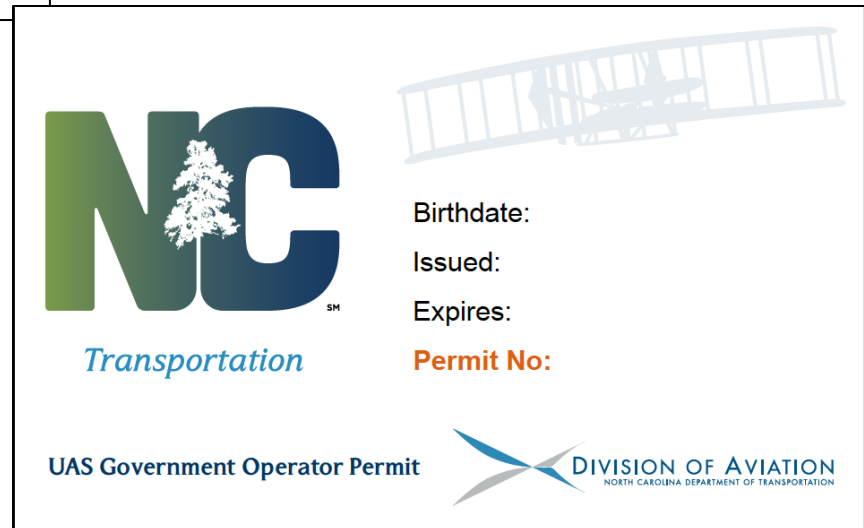 NC
SM
Transportation
Birthdate:
Issued:
Expires:
Permit No:
UAS Government Operator Permit
DIVISION OF AVIATION
NORTH CAROLINA DEPARTMENT OF TRANSPORTATION